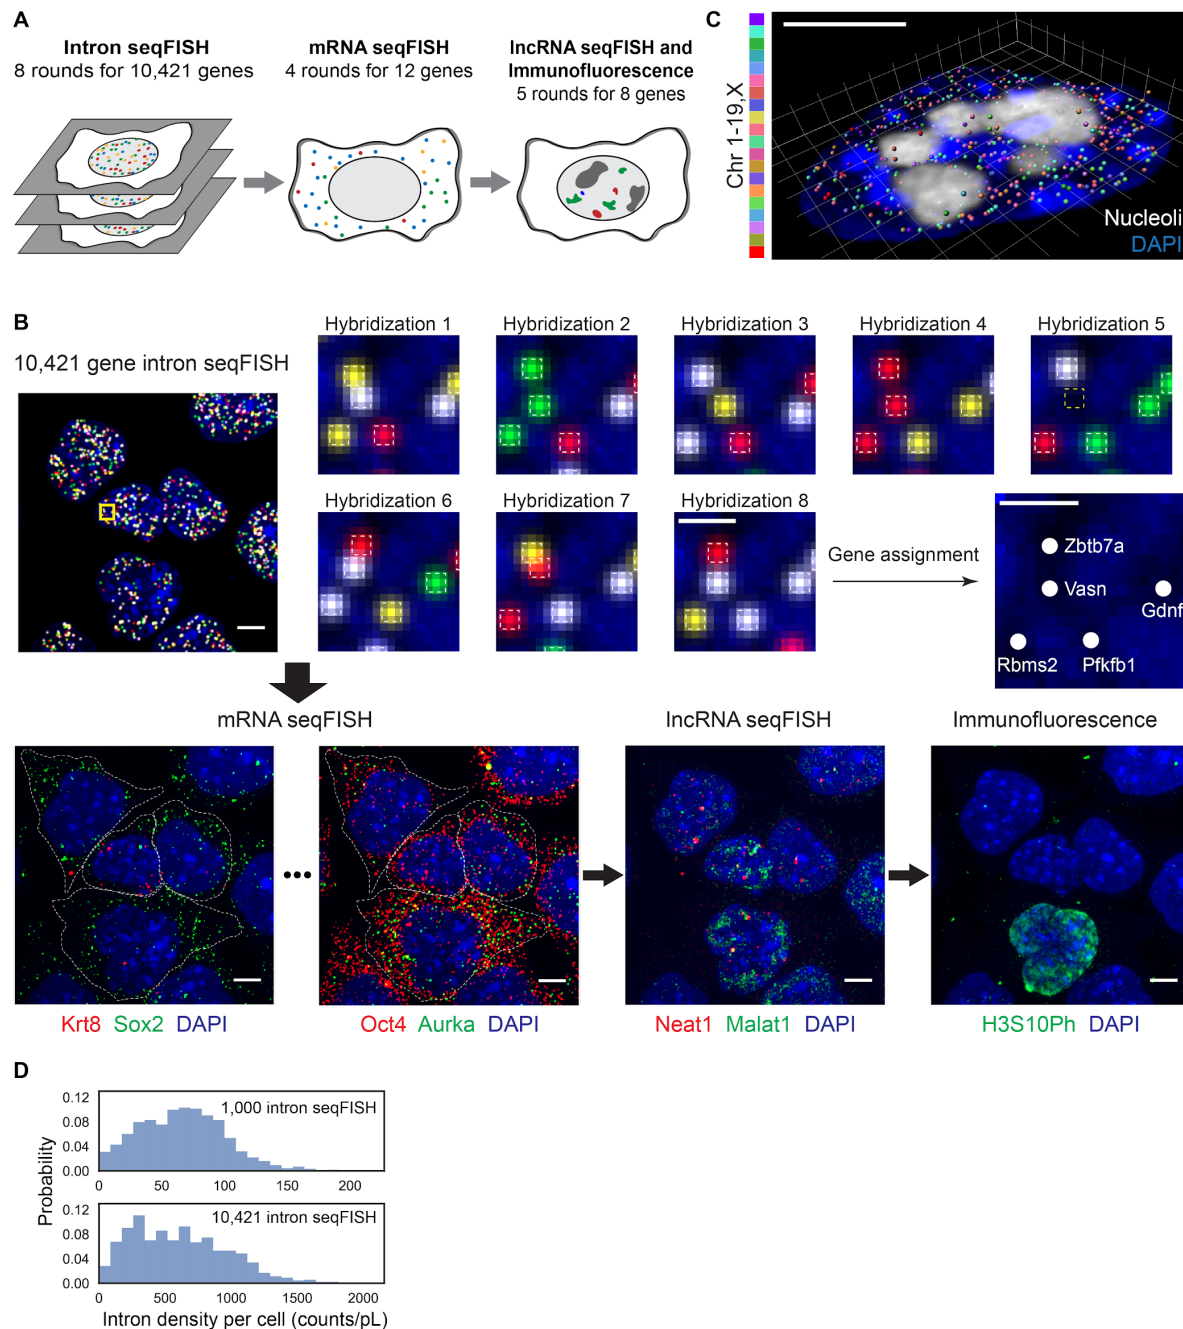 A
Intron seqFISH
8 rounds for 10,421 genes
mRNA seqFISH
4 rounds for 12 genes
lncRNA seqFISH and
Immunofluorescence
5 rounds for 8 genes
C
Chr 1-19,X
Nucleoli
DAPI
B
10,421 gene intron seqFISH
Hybridization 1
Hybridization 2
Hybridization 3
Hybridization 4
Hybridization 5
Hybridization 6
Hybridization 7
Hybridization 8
Gene assignment
Zbtb7a
Vasn
Gdnf
Rbms2
Pfkfb1
mRNA seqFISH
lncRNA seqFISH
Immunofluorescence
Krt8 Sox2 DAPI
Oct4 Aurka DAPI
Neat1 Malat1 DAPI
H3S10Ph DAPI
D
Probability
0.12
0.08
0.04
0.00
1,000 intron seqFISH
0 50 100 150 200
0.12
0.08
0.04
0.00
10,421 intron seqFISH
0 500 1000 1500 2000
Intron density per cell (counts/pL)